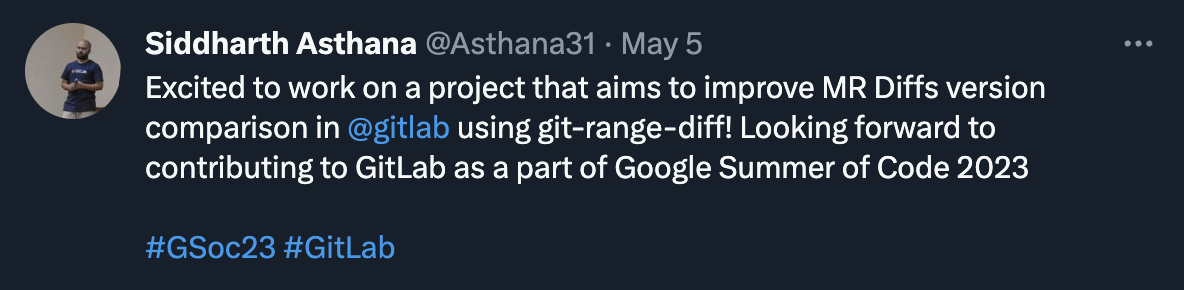 Siddharth Asthana @Asthana31 · May 5
Excited to work on a project that aims to improve MR Diffs version
comparison in @gitlab using git-range-diff! Looking forward to
contributing to GitLab as a part of Google Summer of Code 2023
#GSoc23 #GitLab